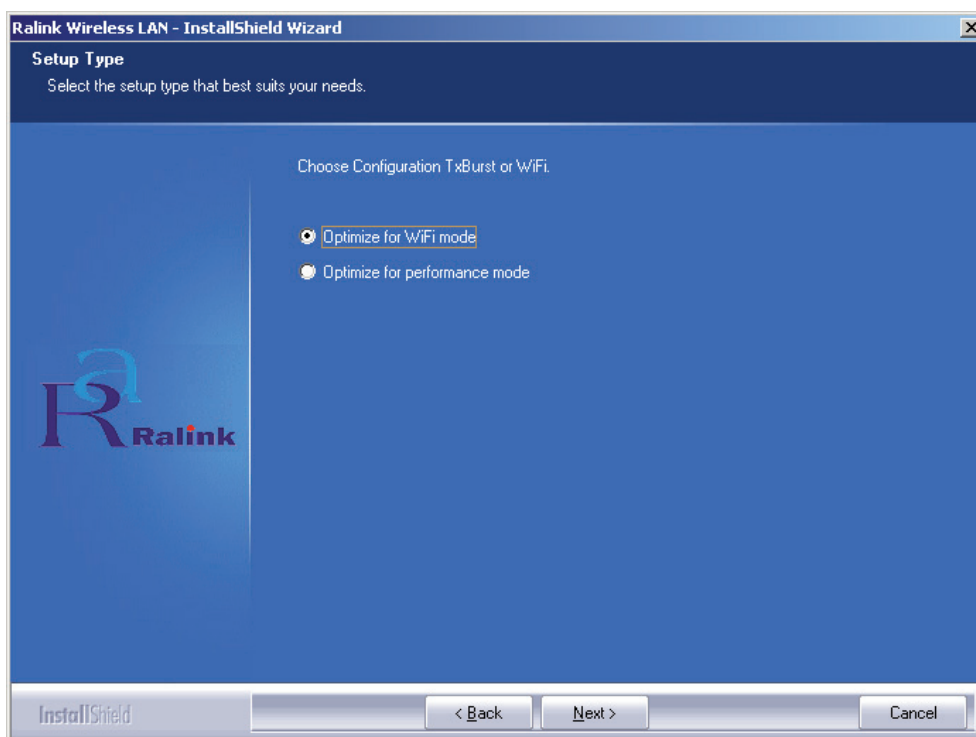 Ralink Wireless LAN - InstallShield Wizard
Setup Type
Select the setup type that best suits your needs.
Choose Configuration TxBurst or WiFi.
Optimize for WiFi mode
Optimize for performance mode
Ra
Ralink
InstallShield
< Back
Next >
Cancel